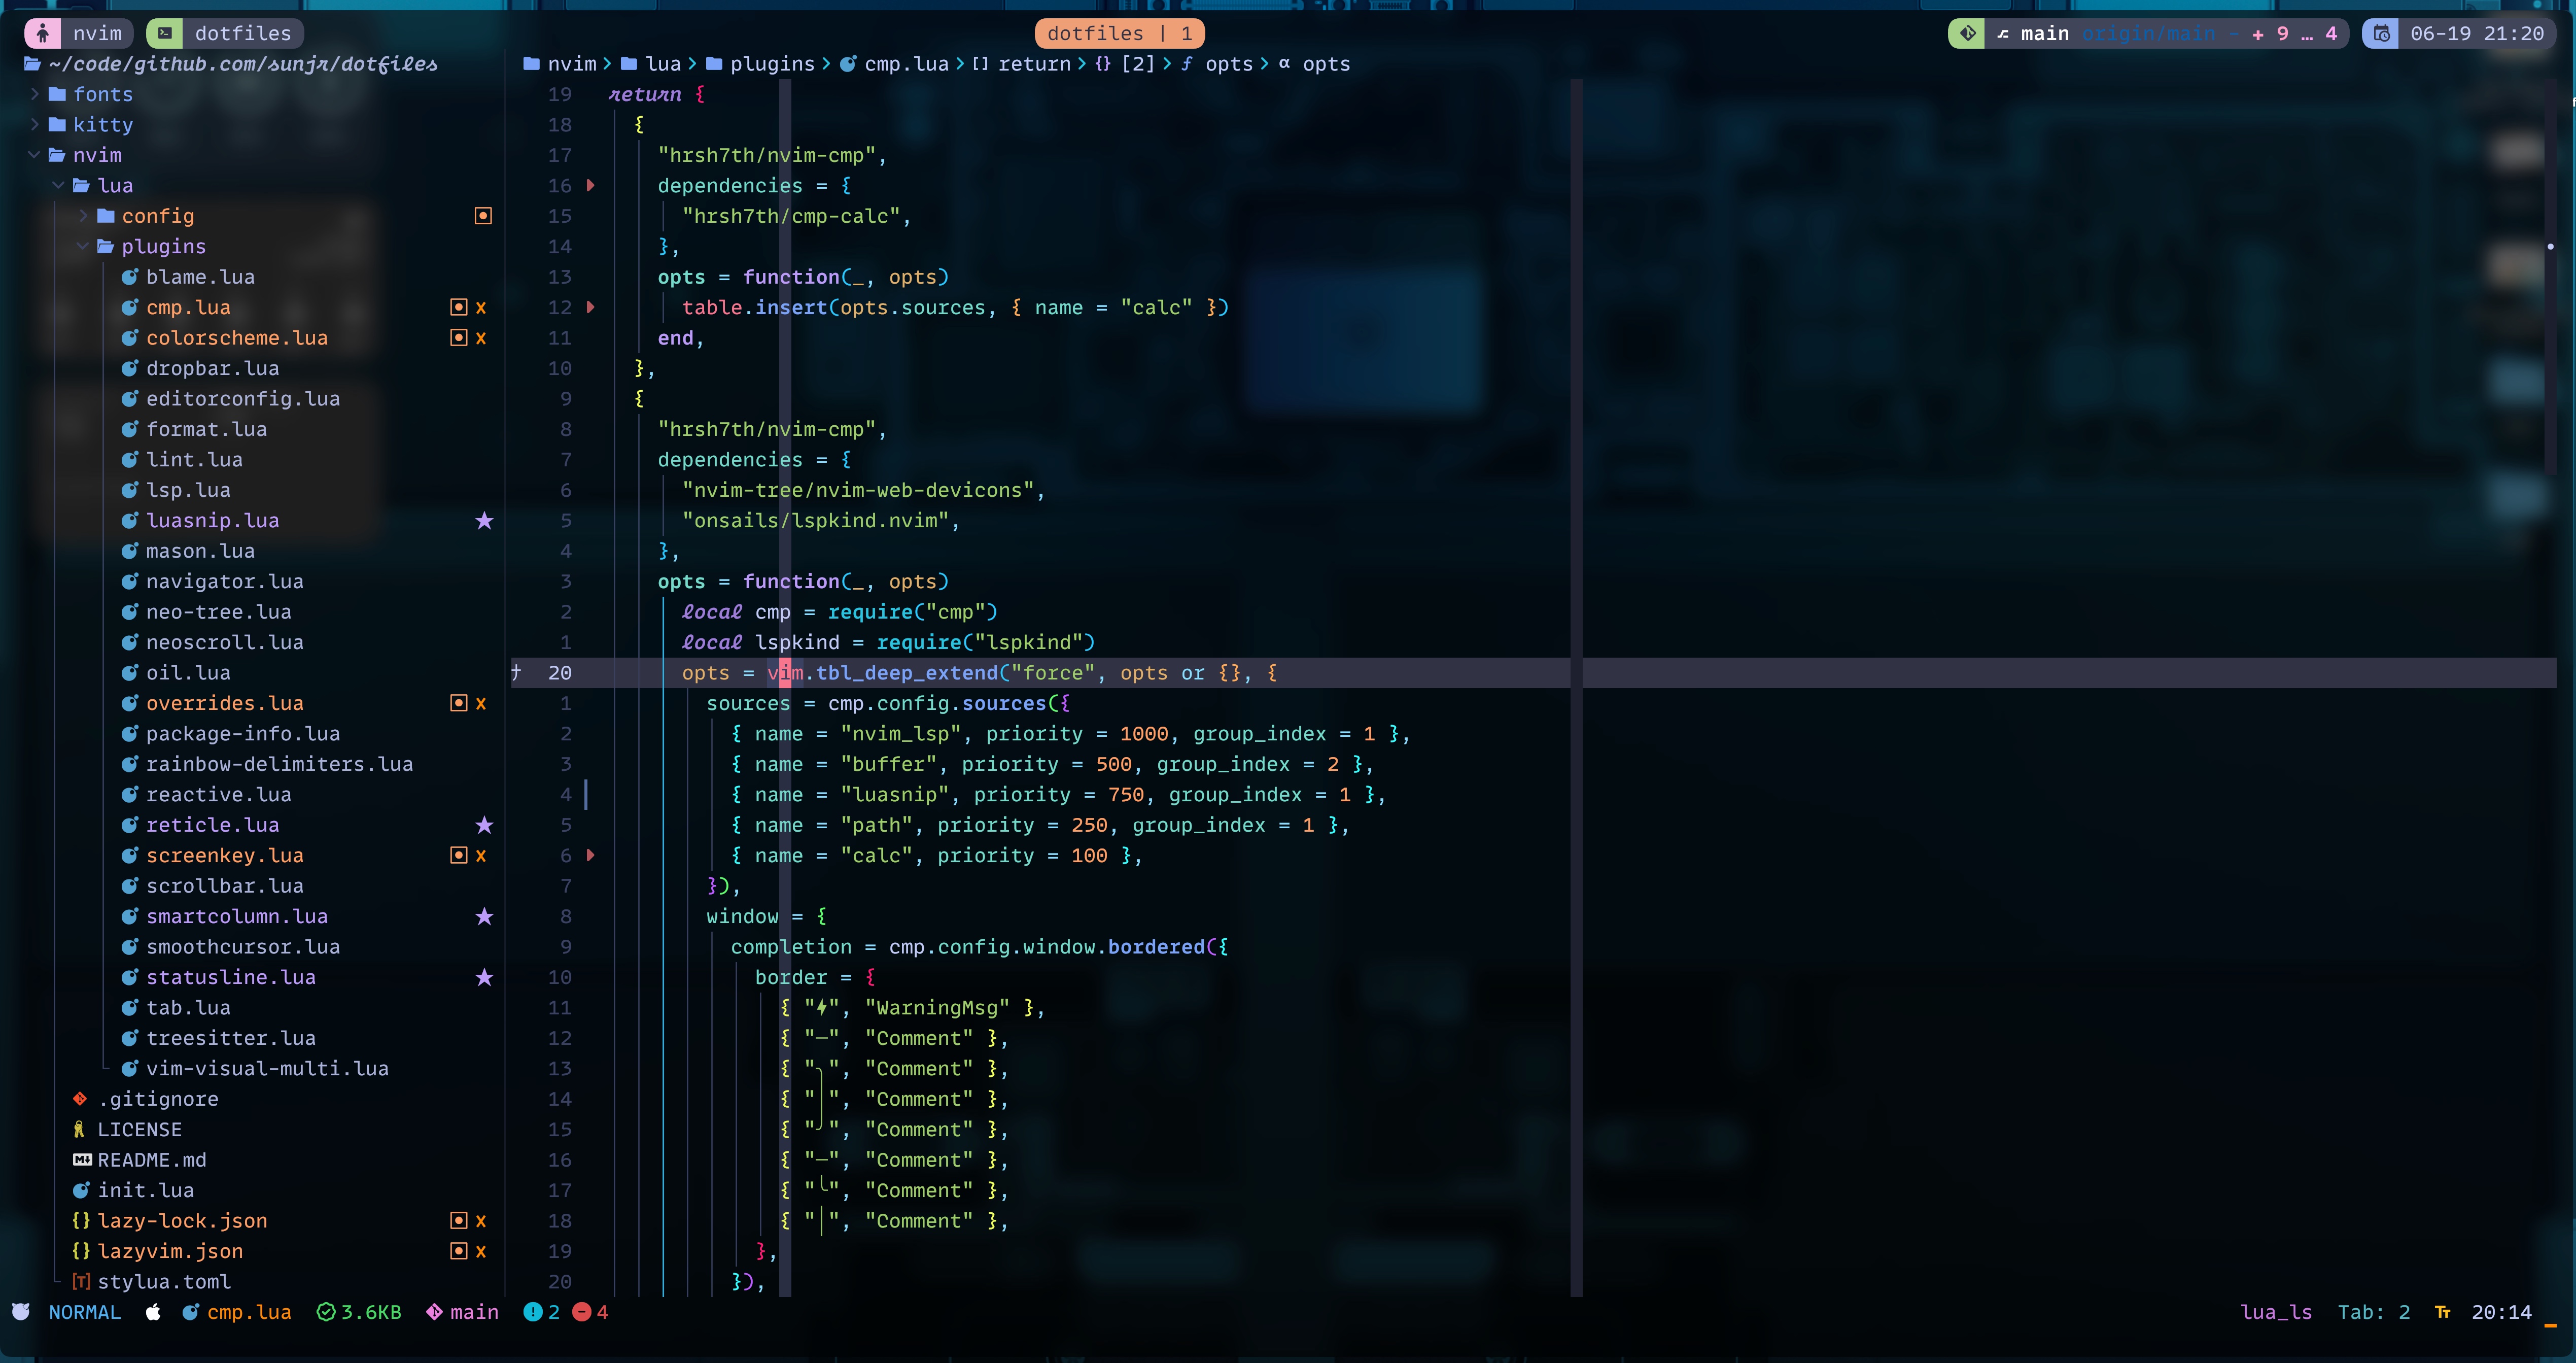 nvim dotfiles dotfiles | 1 main origin/main ~ + 9 … 4 06-19 21:20
~/code/github.com/sunjr/dotfiles
fonts
kitty
nvim
lua
config
plugins
blame.lua
cmp.lua x
colorscheme.lua x
dropbar.lua
editorconfig.lua
format.lua
lint.lua
lsp.lua
luasnip.lua ★
mason.lua
navigator.lua
neo-tree.lua
neoscroll.lua
oil.lua
overrides.lua x
package-info.lua
rainbow-delimiters.lua
reactive.lua
reticle.lua ★
screenkey.lua x
scrollbar.lua
smartcolumn.lua ★
smoothcursor.lua
statusline.lua ★
tab.lua
treesitter.lua
vim-visual-multi.lua
.gitignore
LICENSE
README.md
init.lua
{} lazy-lock.json x
{} lazyvim.json x
[T] stylua.toml
nvim > lua > plugins > cmp.lua > [] return > {} [2] > ƒ opts > α opts
19 return {
18 {
17 "hrsh7th/nvim-cmp",
16 dependencies = {
15 "hrsh7th/cmp-calc",
14 },
13 opts = function(_, opts)
12 table.insert(opts.sources, { name = "calc" })
11 end,
10 },
9 {
8 "hrsh7th/nvim-cmp",
7 dependencies = {
6 "nvim-tree/nvim-web-devicons",
5 "onsails/lspkind.nvim",
4 },
3 opts = function(_, opts)
2 local cmp = require("cmp")
1 local lspkind = require("lspkind")
20 opts = vim.tbl_deep_extend("force", opts or {}, {
1 sources = cmp.config.sources({
2 { name = "nvim_lsp", priority = 1000, group_index = 1 },
3 { name = "buffer", priority = 500, group_index = 2 },
4 { name = "luasnip", priority = 750, group_index = 1 },
5 { name = "path", priority = 250, group_index = 1 },
6 { name = "calc", priority = 100 },
7 }),
8 window = {
9 completion = cmp.config.window.bordered({
10 border = {
11 { "⚡", "WarningMsg" },
12 { "─", "Comment" },
13 { "╮", "Comment" },
14 { "│", "Comment" },
15 { "╯", "Comment" },
16 { "─", "Comment" },
17 { "╰", "Comment" },
18 { "│", "Comment" },
19 },
20 }),
NORMAL cmp.lua 3.6KB main 2 4 lua_ls Tab: 2 Tт 20:14